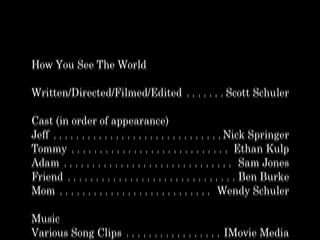 How You See The World
Written/Directed/Filmed/Edited . . . . . . . Scott Schuler
Cast (in order of appearance)
Jeff . . . . . . . . . . . . . . . . . . . . . . . . . . . . . . Nick Springer
Tommy . . . . . . . . . . . . . . . . . . . . . . . . . . . . Ethan Kulp
Adam . . . . . . . . . . . . . . . . . . . . . . . . . . . . . . Sam Jones
Friend . . . . . . . . . . . . . . . . . . . . . . . . . . . . . . Ben Burke
Mom . . . . . . . . . . . . . . . . . . . . . . . . . . . Wendy Schuler
Music
Various Song Clips . . . . . . . . . . . . . . . . . IMovie Media